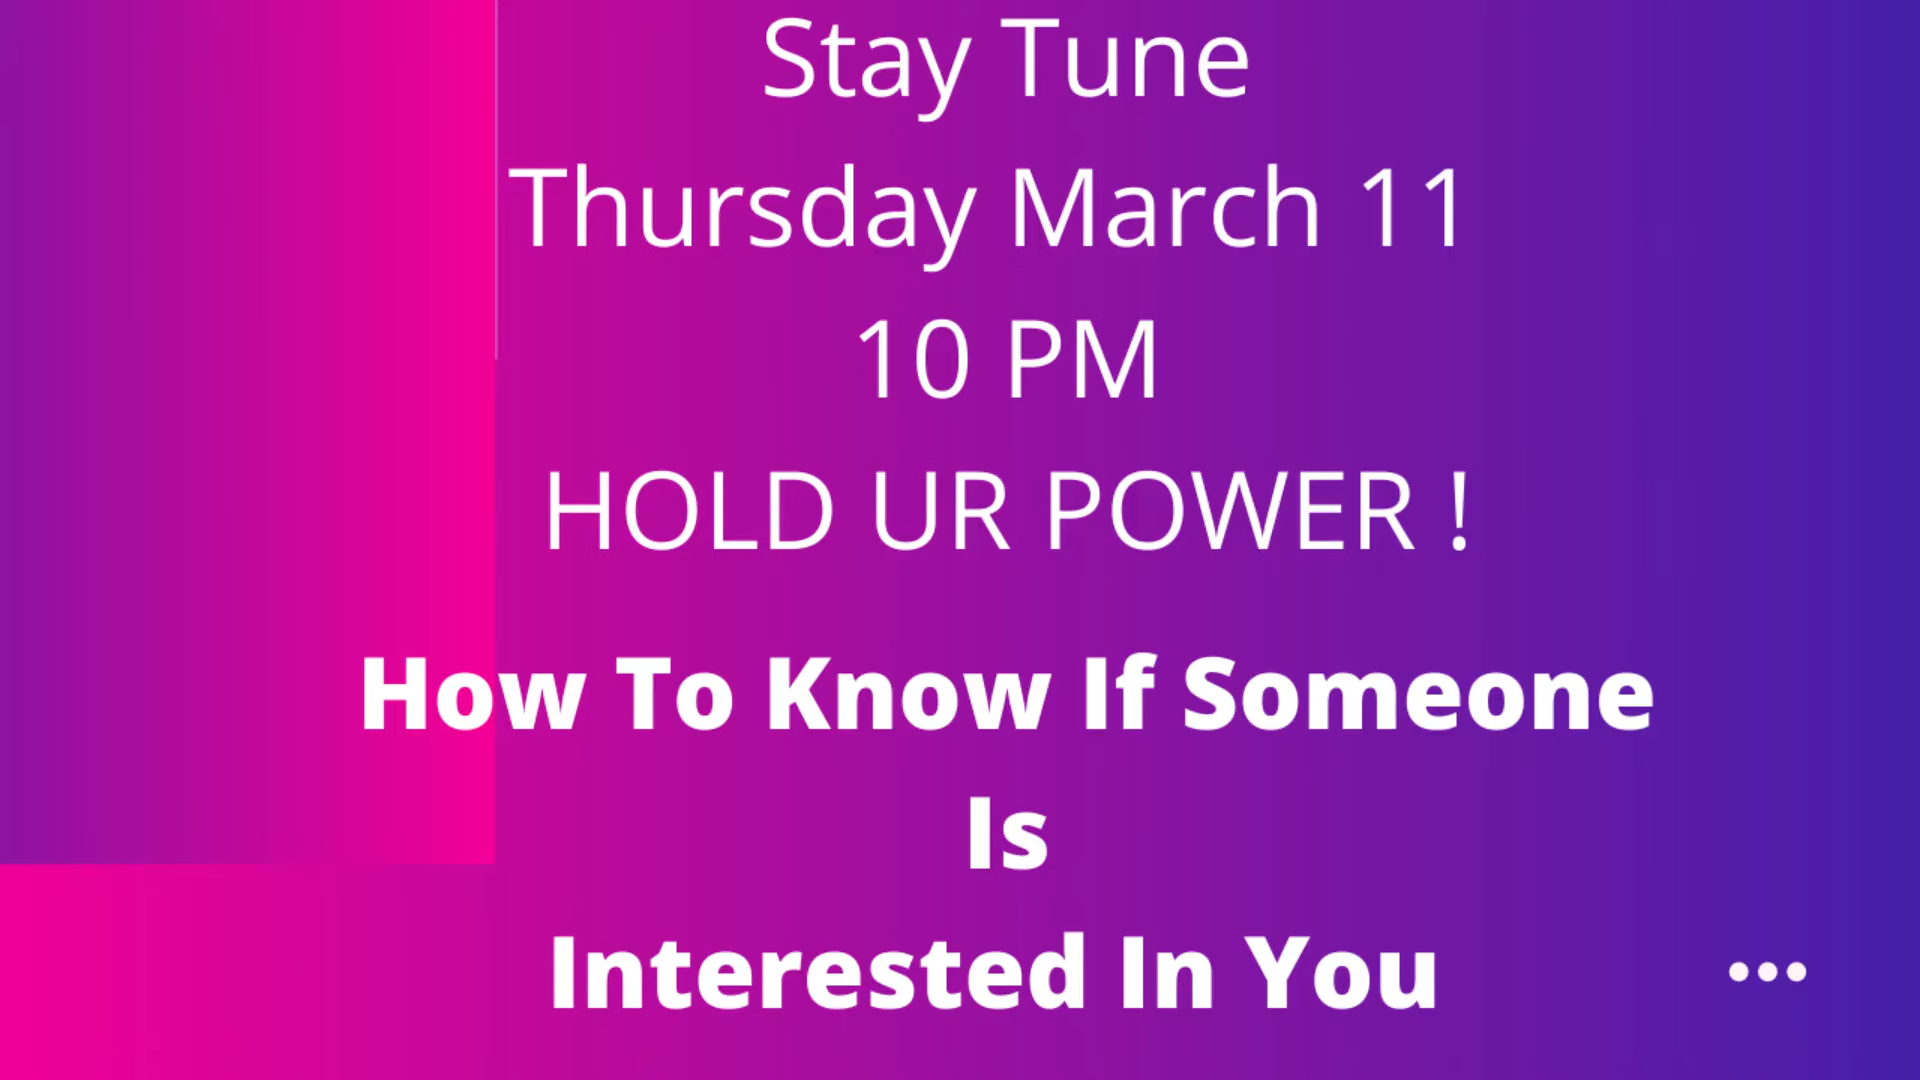 Stay Tune
Thursday March 11
10 PM
HOLD UR POWER !
How To Know If Someone
Is
Interested In You
...